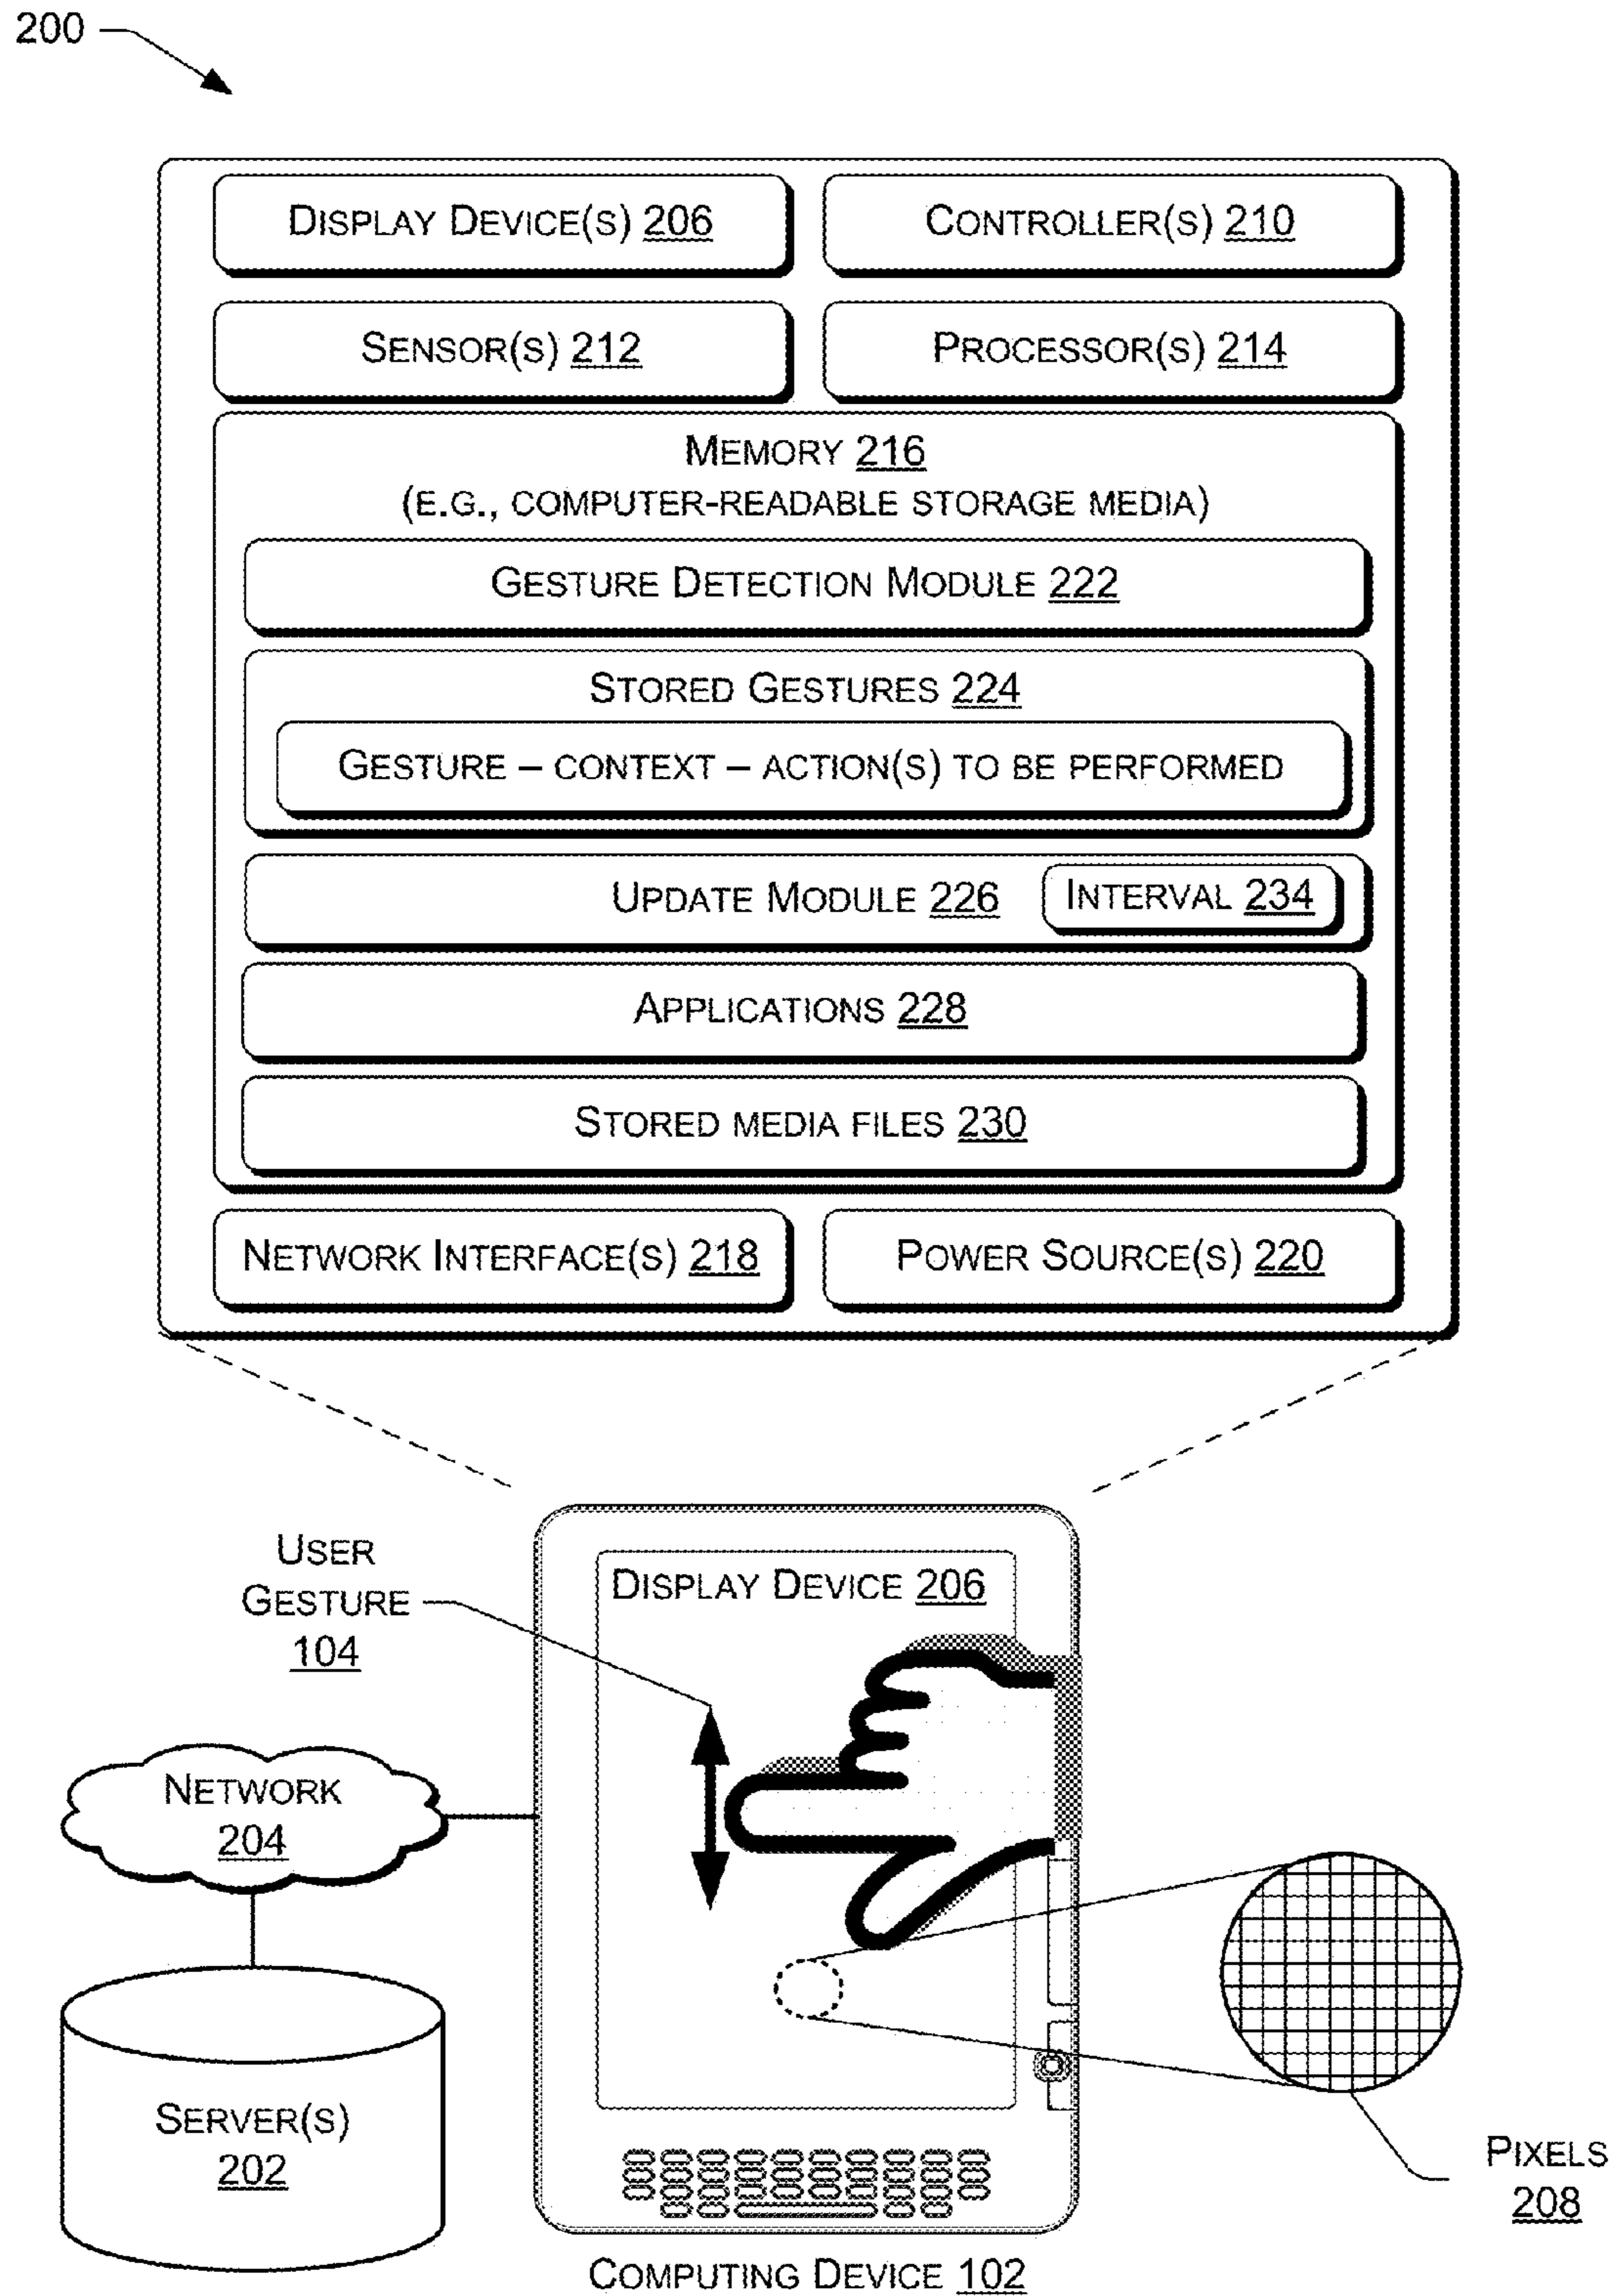 200
DISPLAY DEVICE(S) 206
CONTROLLER(S) 210
SENSOR(S) 212
PROCESSOR(S) 214
MEMORY 216
(E.G., COMPUTER-READABLE STORAGE MEDIA)
GESTURE DETECTION MODULE 222
STORED GESTURES 224
GESTURE – CONTEXT – ACTION(S) TO BE PERFORMED
UPDATE MODULE 226
INTERVAL 234
APPLICATIONS 228
STORED MEDIA FILES 230
NETWORK INTERFACE(S) 218
POWER SOURCE(S) 220
USER
GESTURE
104
DISPLAY DEVICE 206
NETWORK
204
SERVER(S)
202
PIXELS
208
COMPUTING DEVICE 102